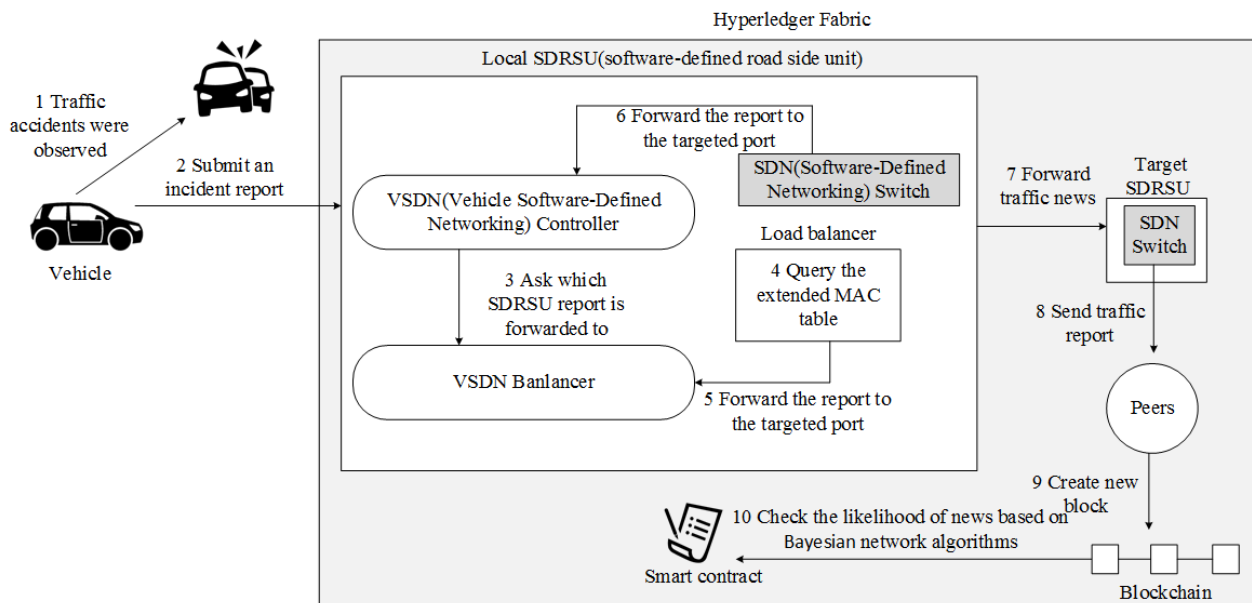 Hyperledger Fabric
Local SDRSU(software-defined road side unit)
1 Traffic
accidents were
observed
2 Submit an
incident report
Vehicle
6 Forward the report to
the targeted port
SDN(Software-Defined
Networking) Switch
VSDN(Vehicle Software-Defined
Networking) Controller
3 Ask which
SDRSU report is
forwarded to
Load balancer
4 Query the
extended MAC
table
VSDN Banlancer
5 Forward the report to
the targeted port
7 Forward
traffic news
Target
SDRSU
SDN
Switch
8 Send traffic
report
Peers
9 Create new
block
10 Check the likelihood of news based on
Bayesian network algorithms
Smart contract
Blockchain